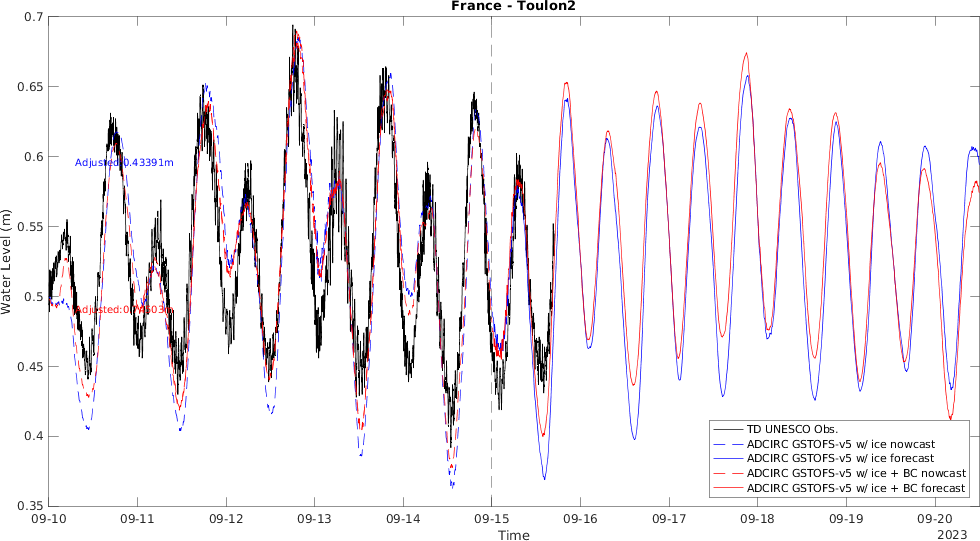 France - Toulon2
0.7
0.65
0.6
0.55
0.5
0.45
0.4
0.35
Water Level (m)
Adjusted:0.43391m
TD UNESCO Obs.
ADCIRC GSTOFS-v5 w/ ice nowcast
ADCIRC GSTOFS-v5 w/ ice forecast
ADCIRC GSTOFS-v5 w/ ice + BC nowcast
ADCIRC GSTOFS-v5 w/ ice + BC forecast
09-10 09-11 09-12 09-13 09-14 09-15 09-16 09-17 09-18 09-19 09-20
Time
2023